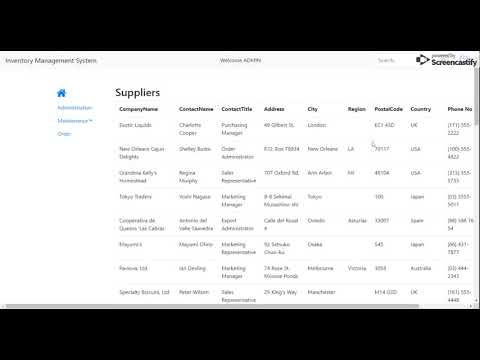 Inventory Management System Welcome ADMIN Search.. powered by Screencastify
Suppliers
Administration
Maintenance
Order
CompanyName ContactName ContactTitle Address City Region PostalCode Country Phone No
Exotic Liquids Charlotte Cooper Purchasing Manager 49 Gilbert St. London EC1 4SD UK (111) 555-2222
New Orleans Cajun Delights Shelley Burke Order Administrator P.O. Box 78934 New Orleans LA 70117 USA (100) 555-4822
Grandma Kelly's Homestead Regina Murphy Sales Representative 707 Oxford Rd. Ann Arbor MI 48104 USA (313) 555-5735
Tokyo Traders Yoshi Nagase Marketing Manager 9-8 Sekimai Musashino-shi Tokyo 100 Japan (03) 3555-5011
Cooperativa de Quesos 'Las Cabras' Antonio del Valle Saavedra Export Administrator Calle del Rosal 4 Oviedo Asturias 33007 Spain (98) 598 76 54
Mayumi's Mayumi Ohno Marketing Representative 92 Setsuko Chuo-ku Osaka 545 Japan (06) 431-7877
Pavlova, Ltd. Ian Devling Marketing Manager 74 Rose St. Moonie Ponds Melbourne Victoria 3058 Australia (03) 444-2343
Specialty Biscuits, Ltd. Peter Wilson Sales Representative 29 King's Way Manchester M14 GSD UK (161) 555-4448